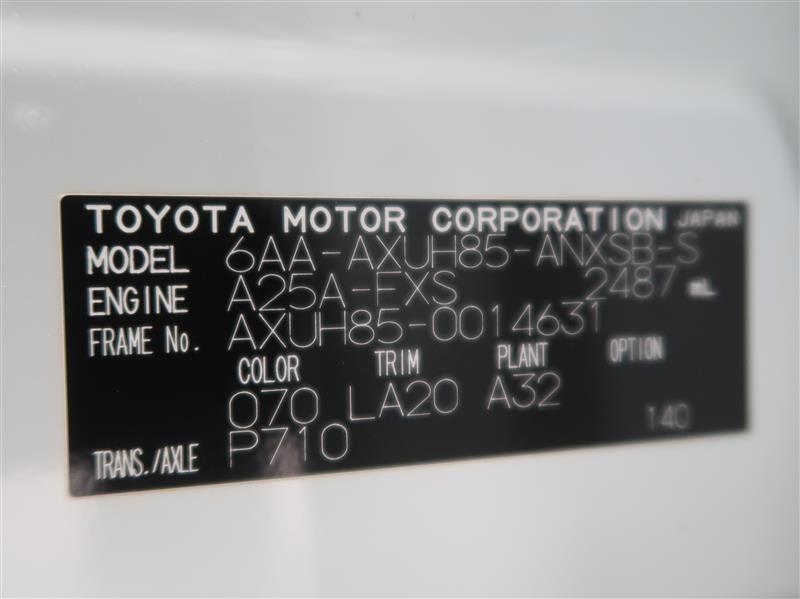 TOYOTA MOTOR CORPORATION JAPAN
MODEL 6AA-AXUH85-ANXSB-S
ENGINE A25A-FXS 2487 mL
FRAME No. AXUH85-0014631
COLOR TRIM PLANT OPTION
070 LA20 A32 140
TRANS./AXLE P710